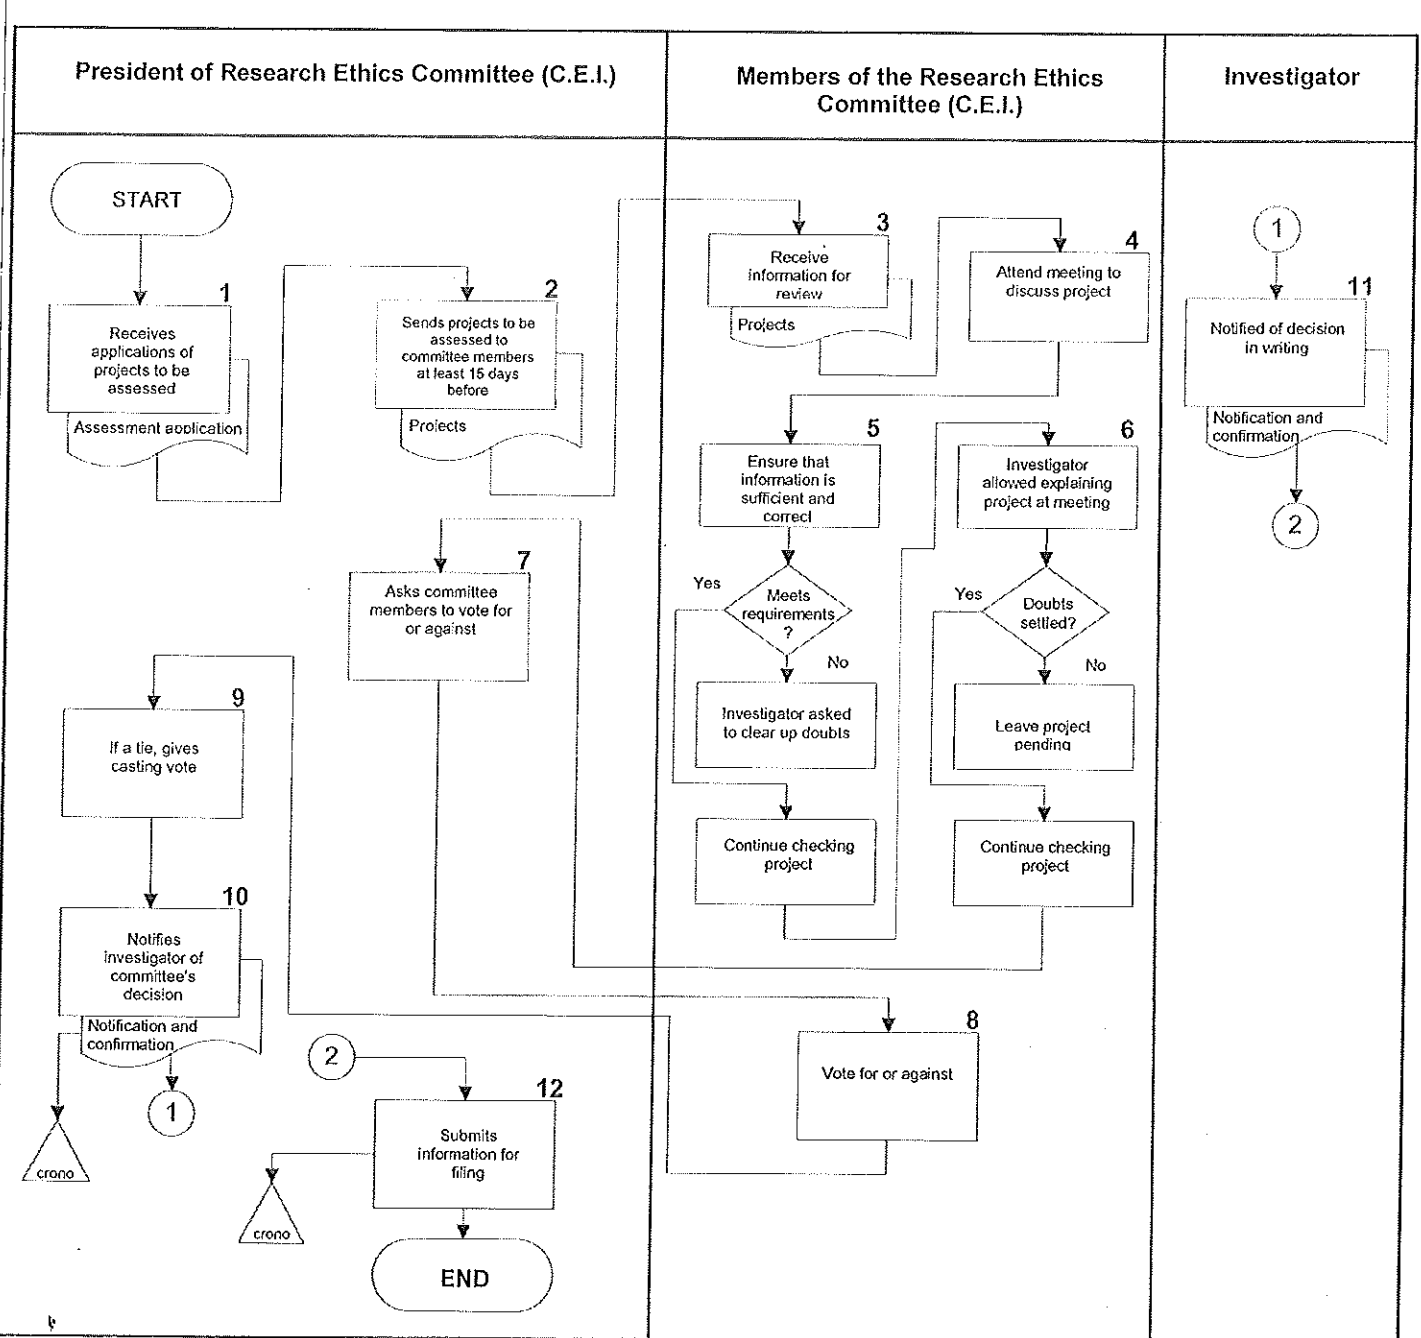 President of Research Ethics Committee (C.E.I.)
Members of the Research Ethics
Committee (C.E.I.)
Investigator
START
1
Receives
applications of
projects to be
assessed
Assessment application
2
Sends projects to be
assessed to
committee members
at least 15 days
before
Projects
3
Receive
information for
review
Projects
4
Attend meeting to
discuss project
5
Ensure that
information is
sufficient and
correct
Yes
Meets
requirements
?
No
Investigator asked
to clear up doubts
Continue checking
project
6
Investigator
allowed explaining
project at meeting
Yes
Doubts
settled?
No
Leave project
pending
Continue checking
project
7
Asks committee
members to vote for
or against
8
Vote for or against
9
If a tie, gives
casting vote
10
Notifies
investigator of
committee's
decision
Notification and
confirmation
crono
1
1
11
Notified of decision
in writing
Notification and
confirmation
2
2
12
Submits
information for
filing
crono
END